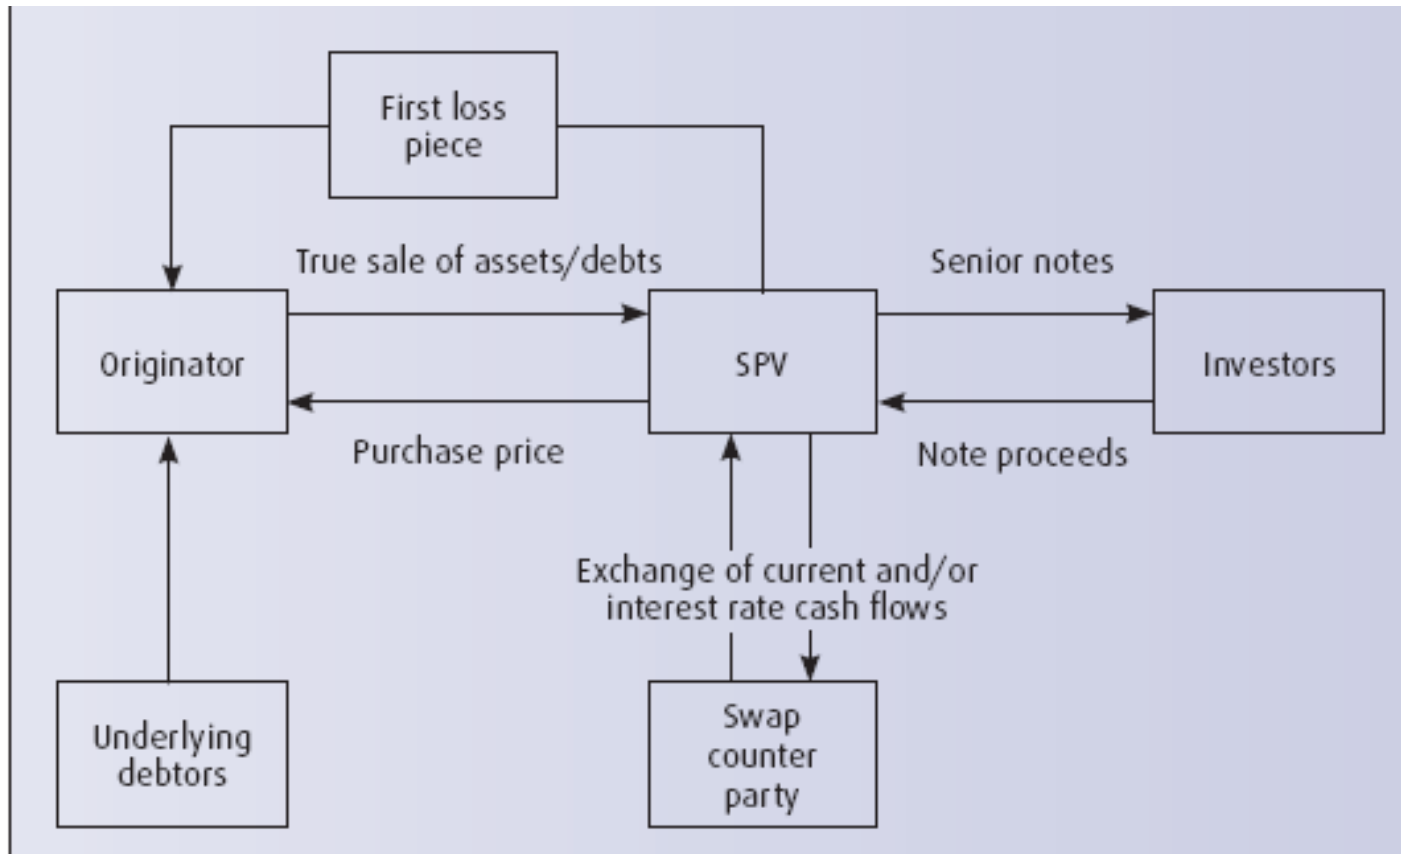 First loss
piece
True sale of assets/debts
Senior notes
Originator
SPV
Investors
Purchase price
Note proceeds
Exchange of current and/or
interest rate cash flows
Underlying
debtors
Swap
counter
party